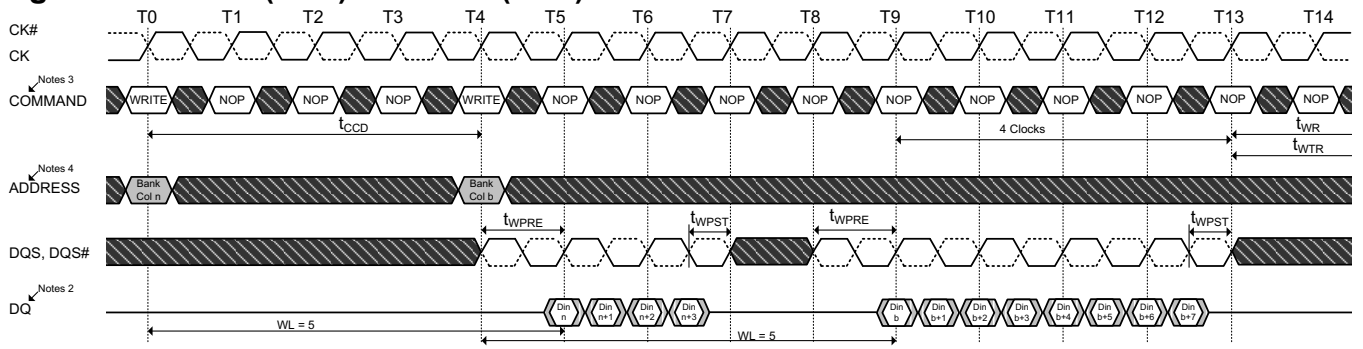 T0 T1 T2 T3 T4 T5 T6 T7 T8 T9 T10 T11 T12 T13 T14
CK#
CK
Notes 3
COMMAND WRITE NOP NOP NOP WRITE NOP NOP NOP NOP NOP NOP NOP NOP NOP NOP
tCCD 4 Clocks tWR
tWTR
Notes 4
ADDRESS Bank Col n Bank Col b
tWPRE tWPST tWPRE tWPST
DQS, DQS#
Notes 2
DQ Din n Din n+1 Din n+2 Din n+3 Din b Din b+1 Din b+2 Din b+3 Din b+4 Din b+5 Din b+6 Din b+7
WL = 5 WL = 5